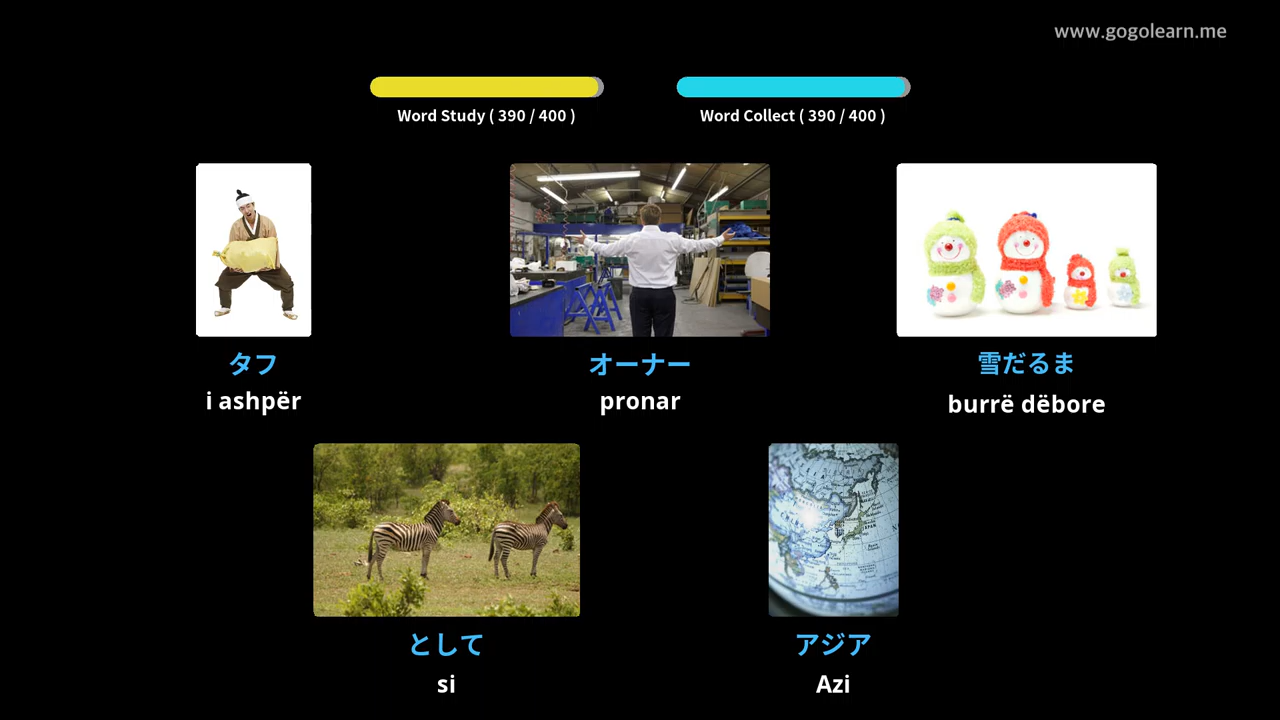 www.gogolearn.me
Word Study ( 390 / 400 )
Word Collect ( 390 / 400 )
タフ
i ashpër
オーナー
pronar
雪だるま
burrë dëbore
として
si
アジア
Azi